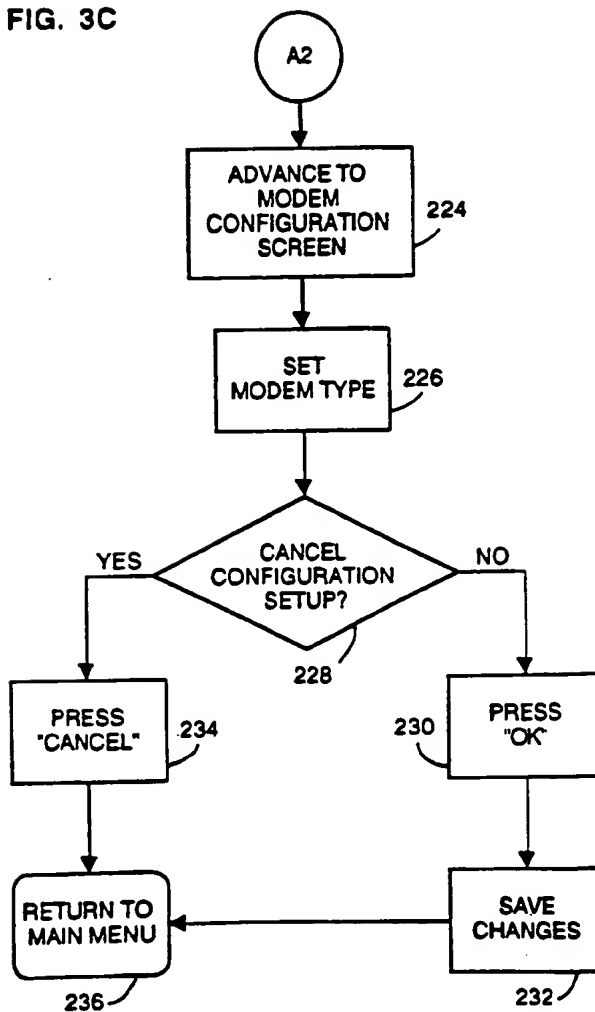 FIG. 3C
A2
ADVANCE TO
MODEM
CONFIGURATION
SCREEN
224
SET
MODEM TYPE
226
YES
CANCEL
CONFIGURATION
SETUP?
NO
228
PRESS
"CANCEL"
234
230
PRESS
"OK"
RETURN TO
MAIN MENU
236
SAVE
CHANGES
232